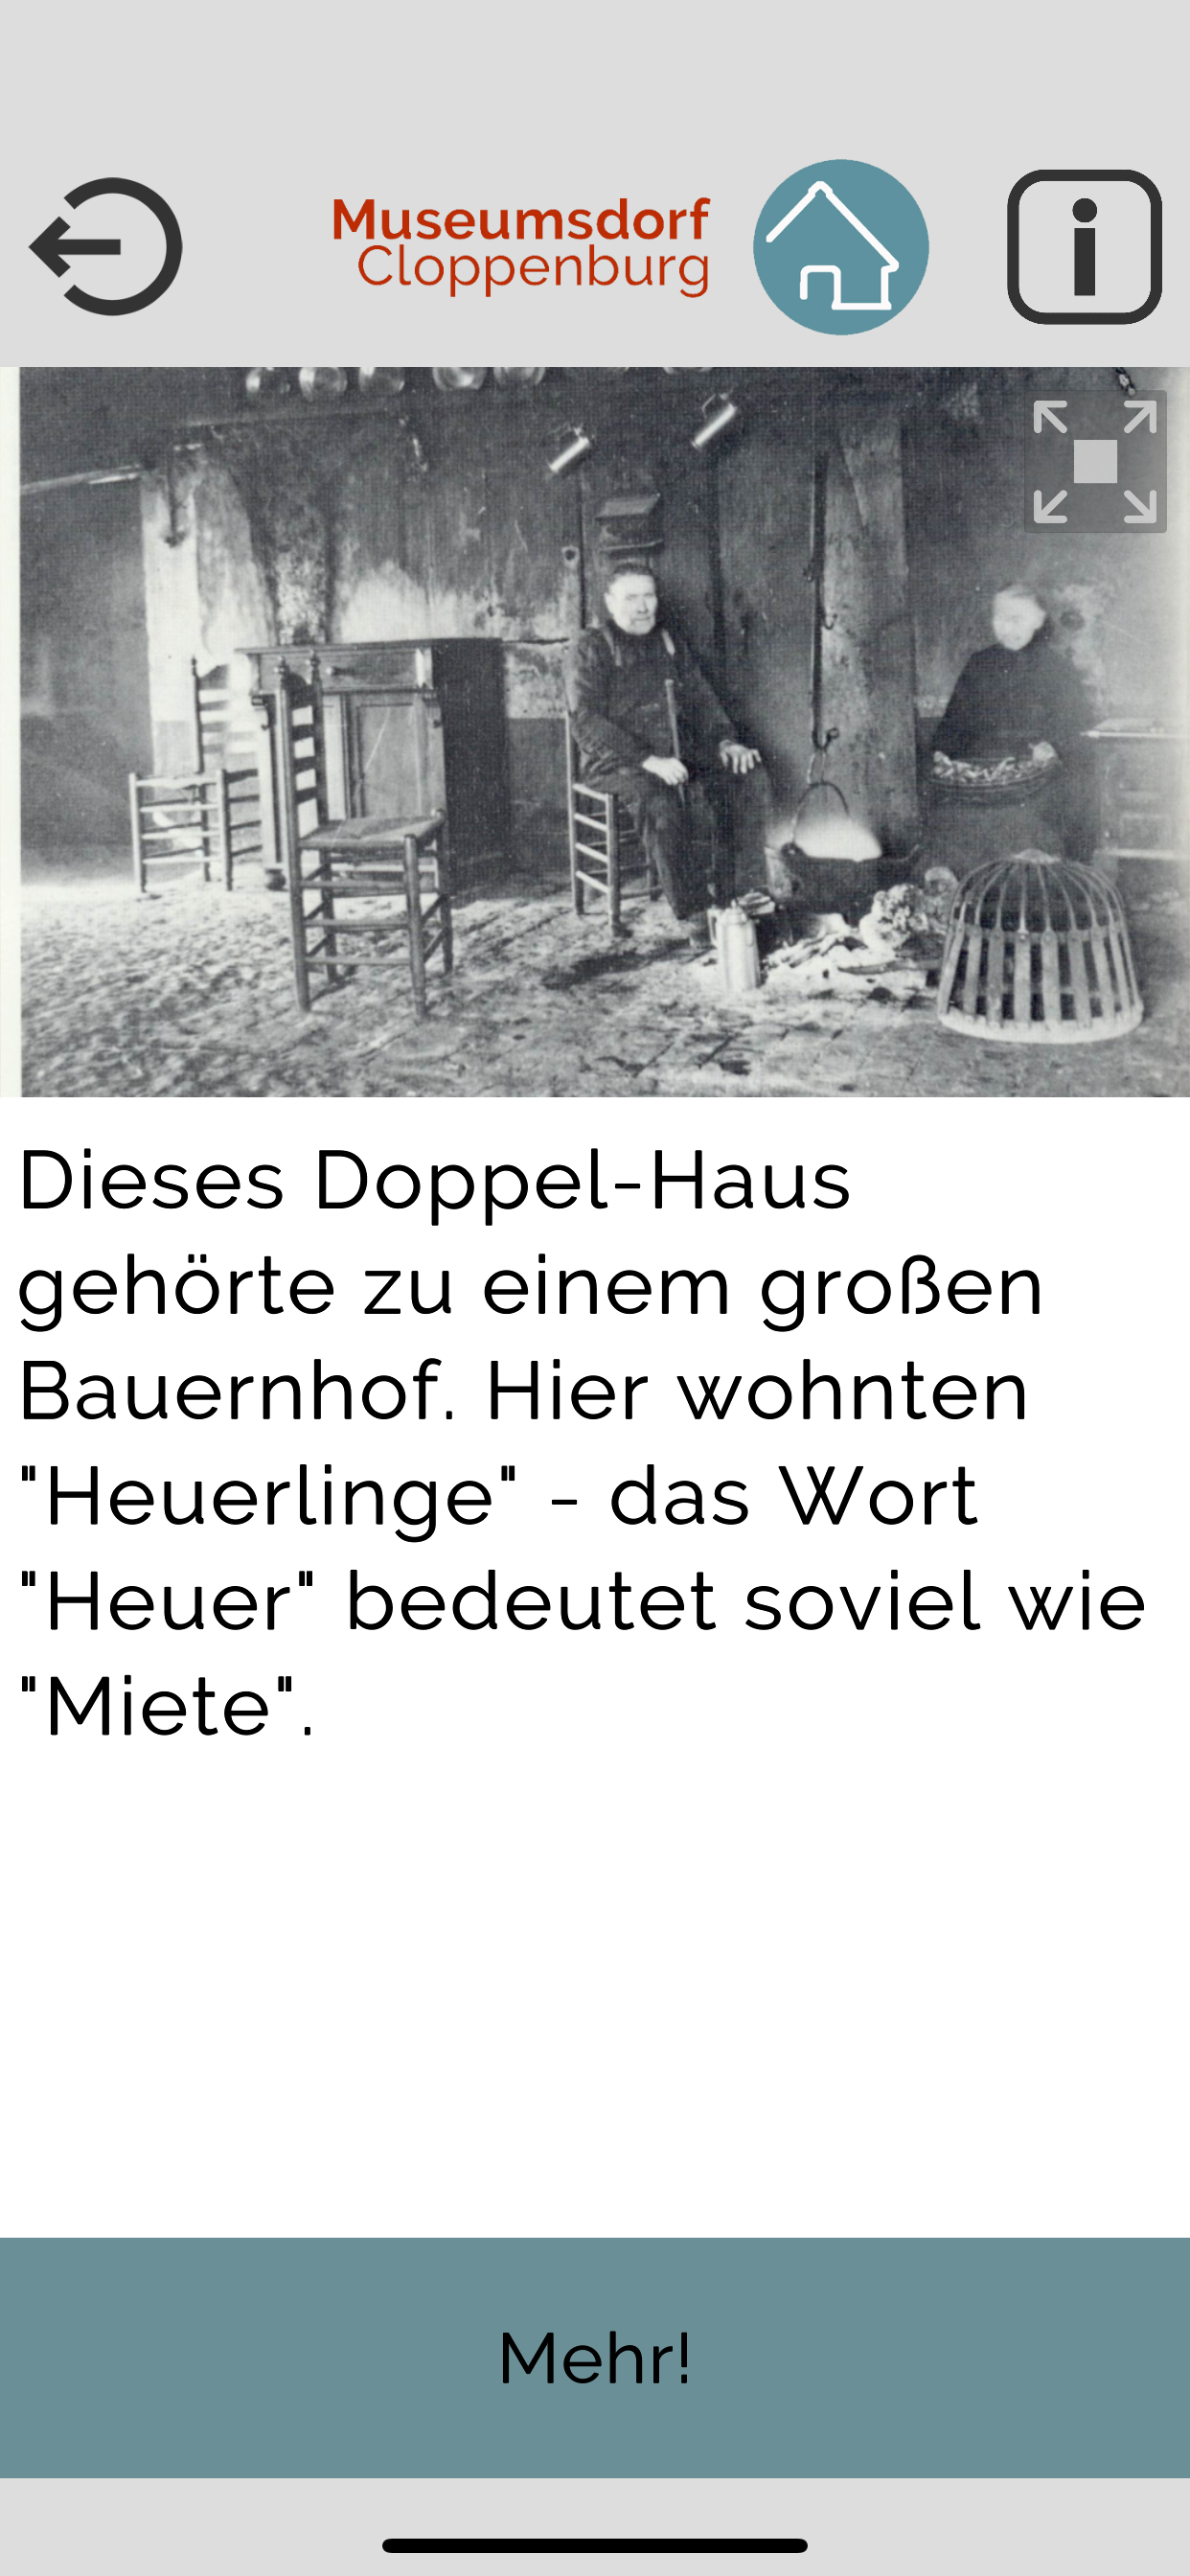 Museumsdorf
Cloppenburg
i
Dieses Doppel-Haus
gehörte zu einem großen
Bauernhof. Hier wohnten
"Heuerlinge" - das Wort
"Heuer" bedeutet soviel wie
"Miete".
Mehr!